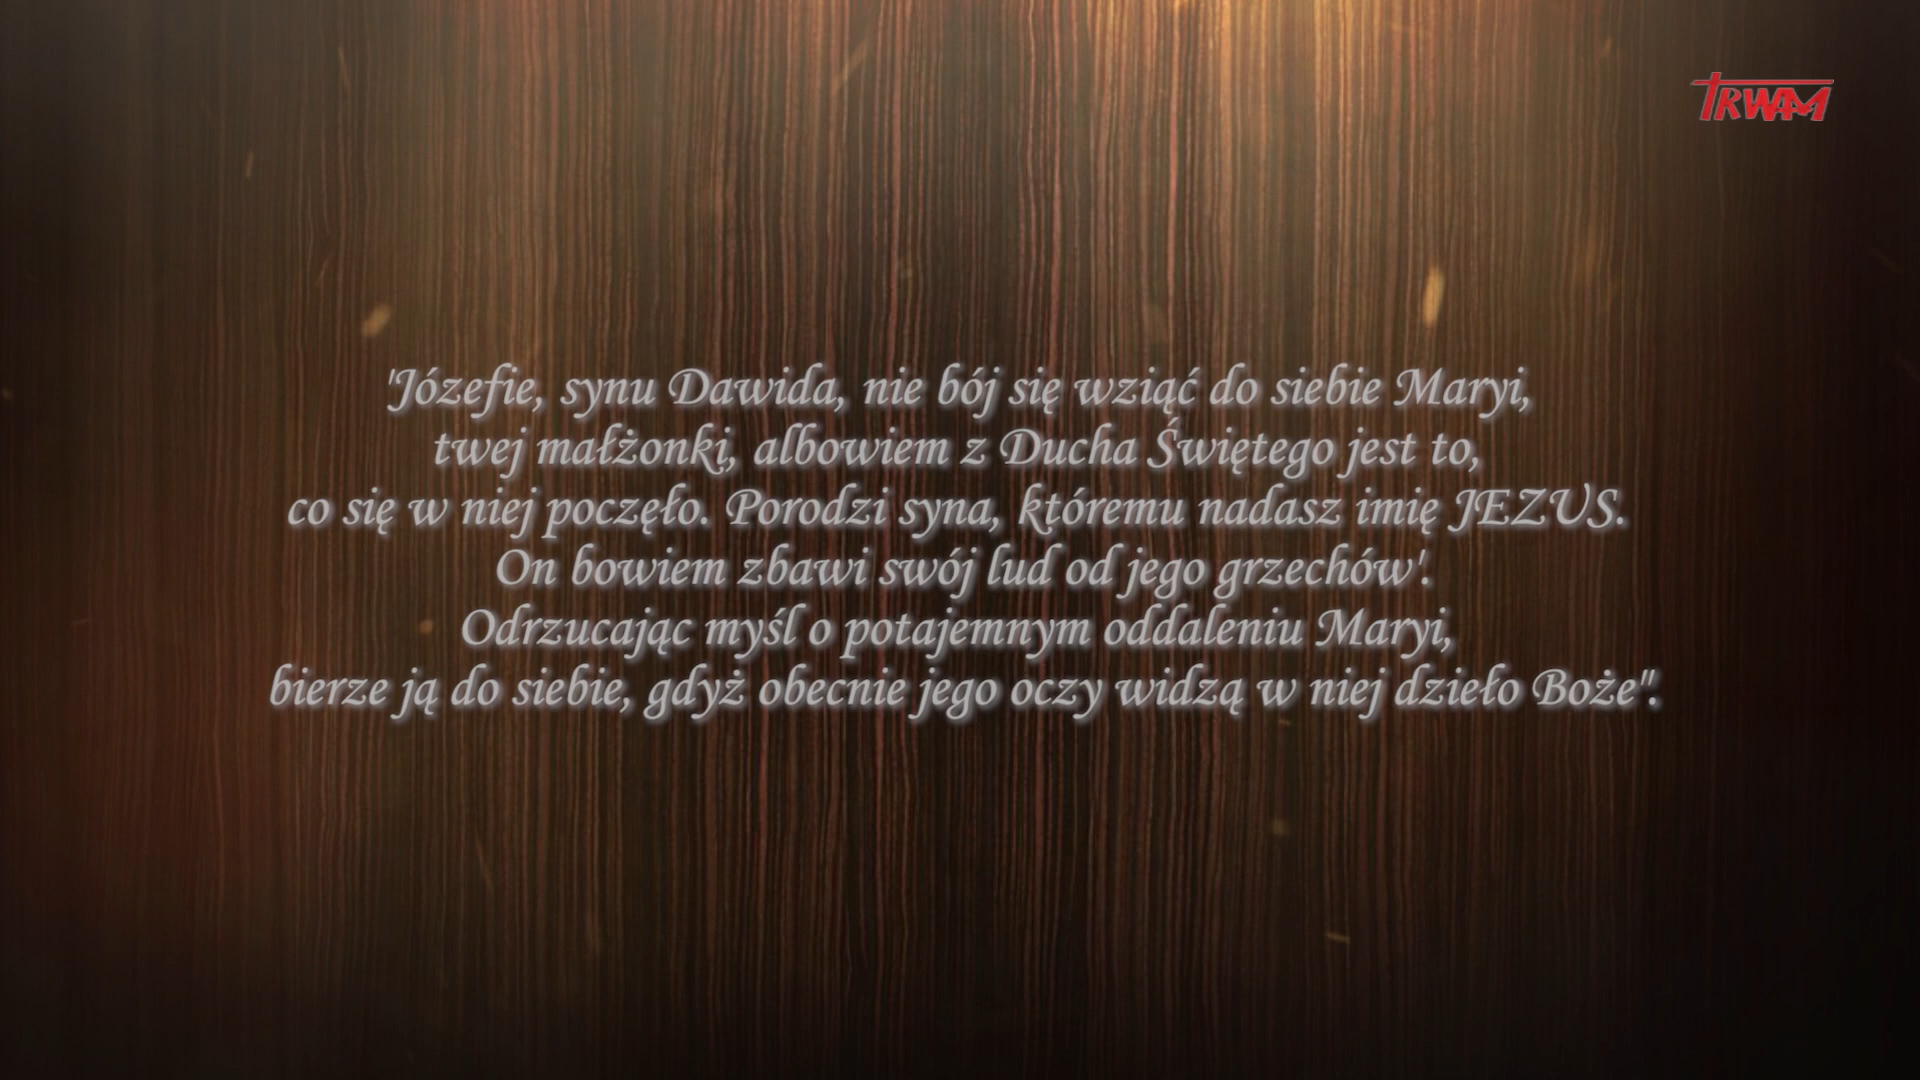 TRWAM
'Józefie, synu Dawida, nie bój się wziąć do siebie Maryi,
twej małżonki, albowiem z Ducha Świętego jest to,
co się w niej poczęło. Porodzi syna, któremu nadasz imię JEZUS.
On bowiem zbawi swój lud od jego grzechów'.
Odrzucając myśl o potajemnym oddaleniu Maryi,
bierze ją do siebie, gdyż obecnie jego oczy widzą w niej dzieło Boże".